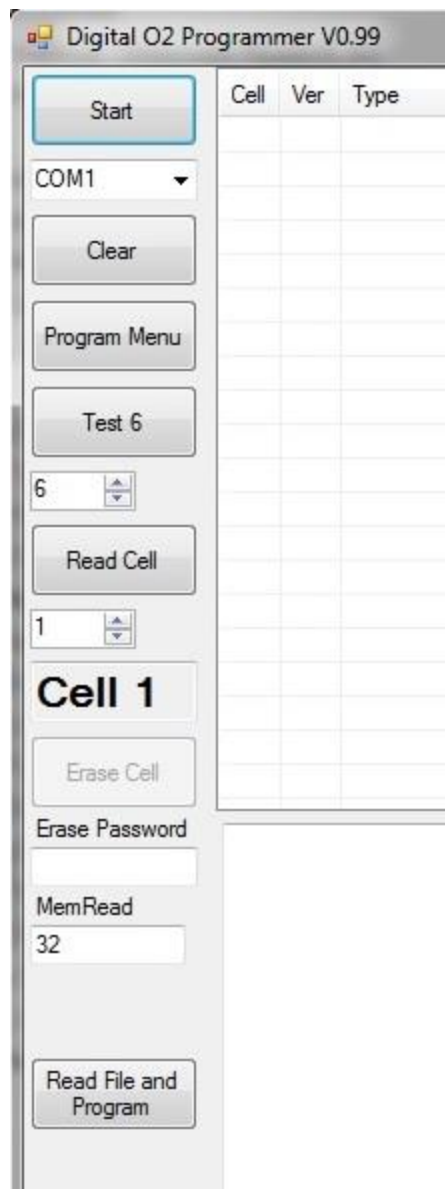 Digital O2 Programmer V0.99
Start
Cell Ver Type
COM1
Clear
Program Menu
Test 6
6
Read Cell
1
Cell 1
Erase Cell
Erase Password
MemRead
32
Read File and
Program